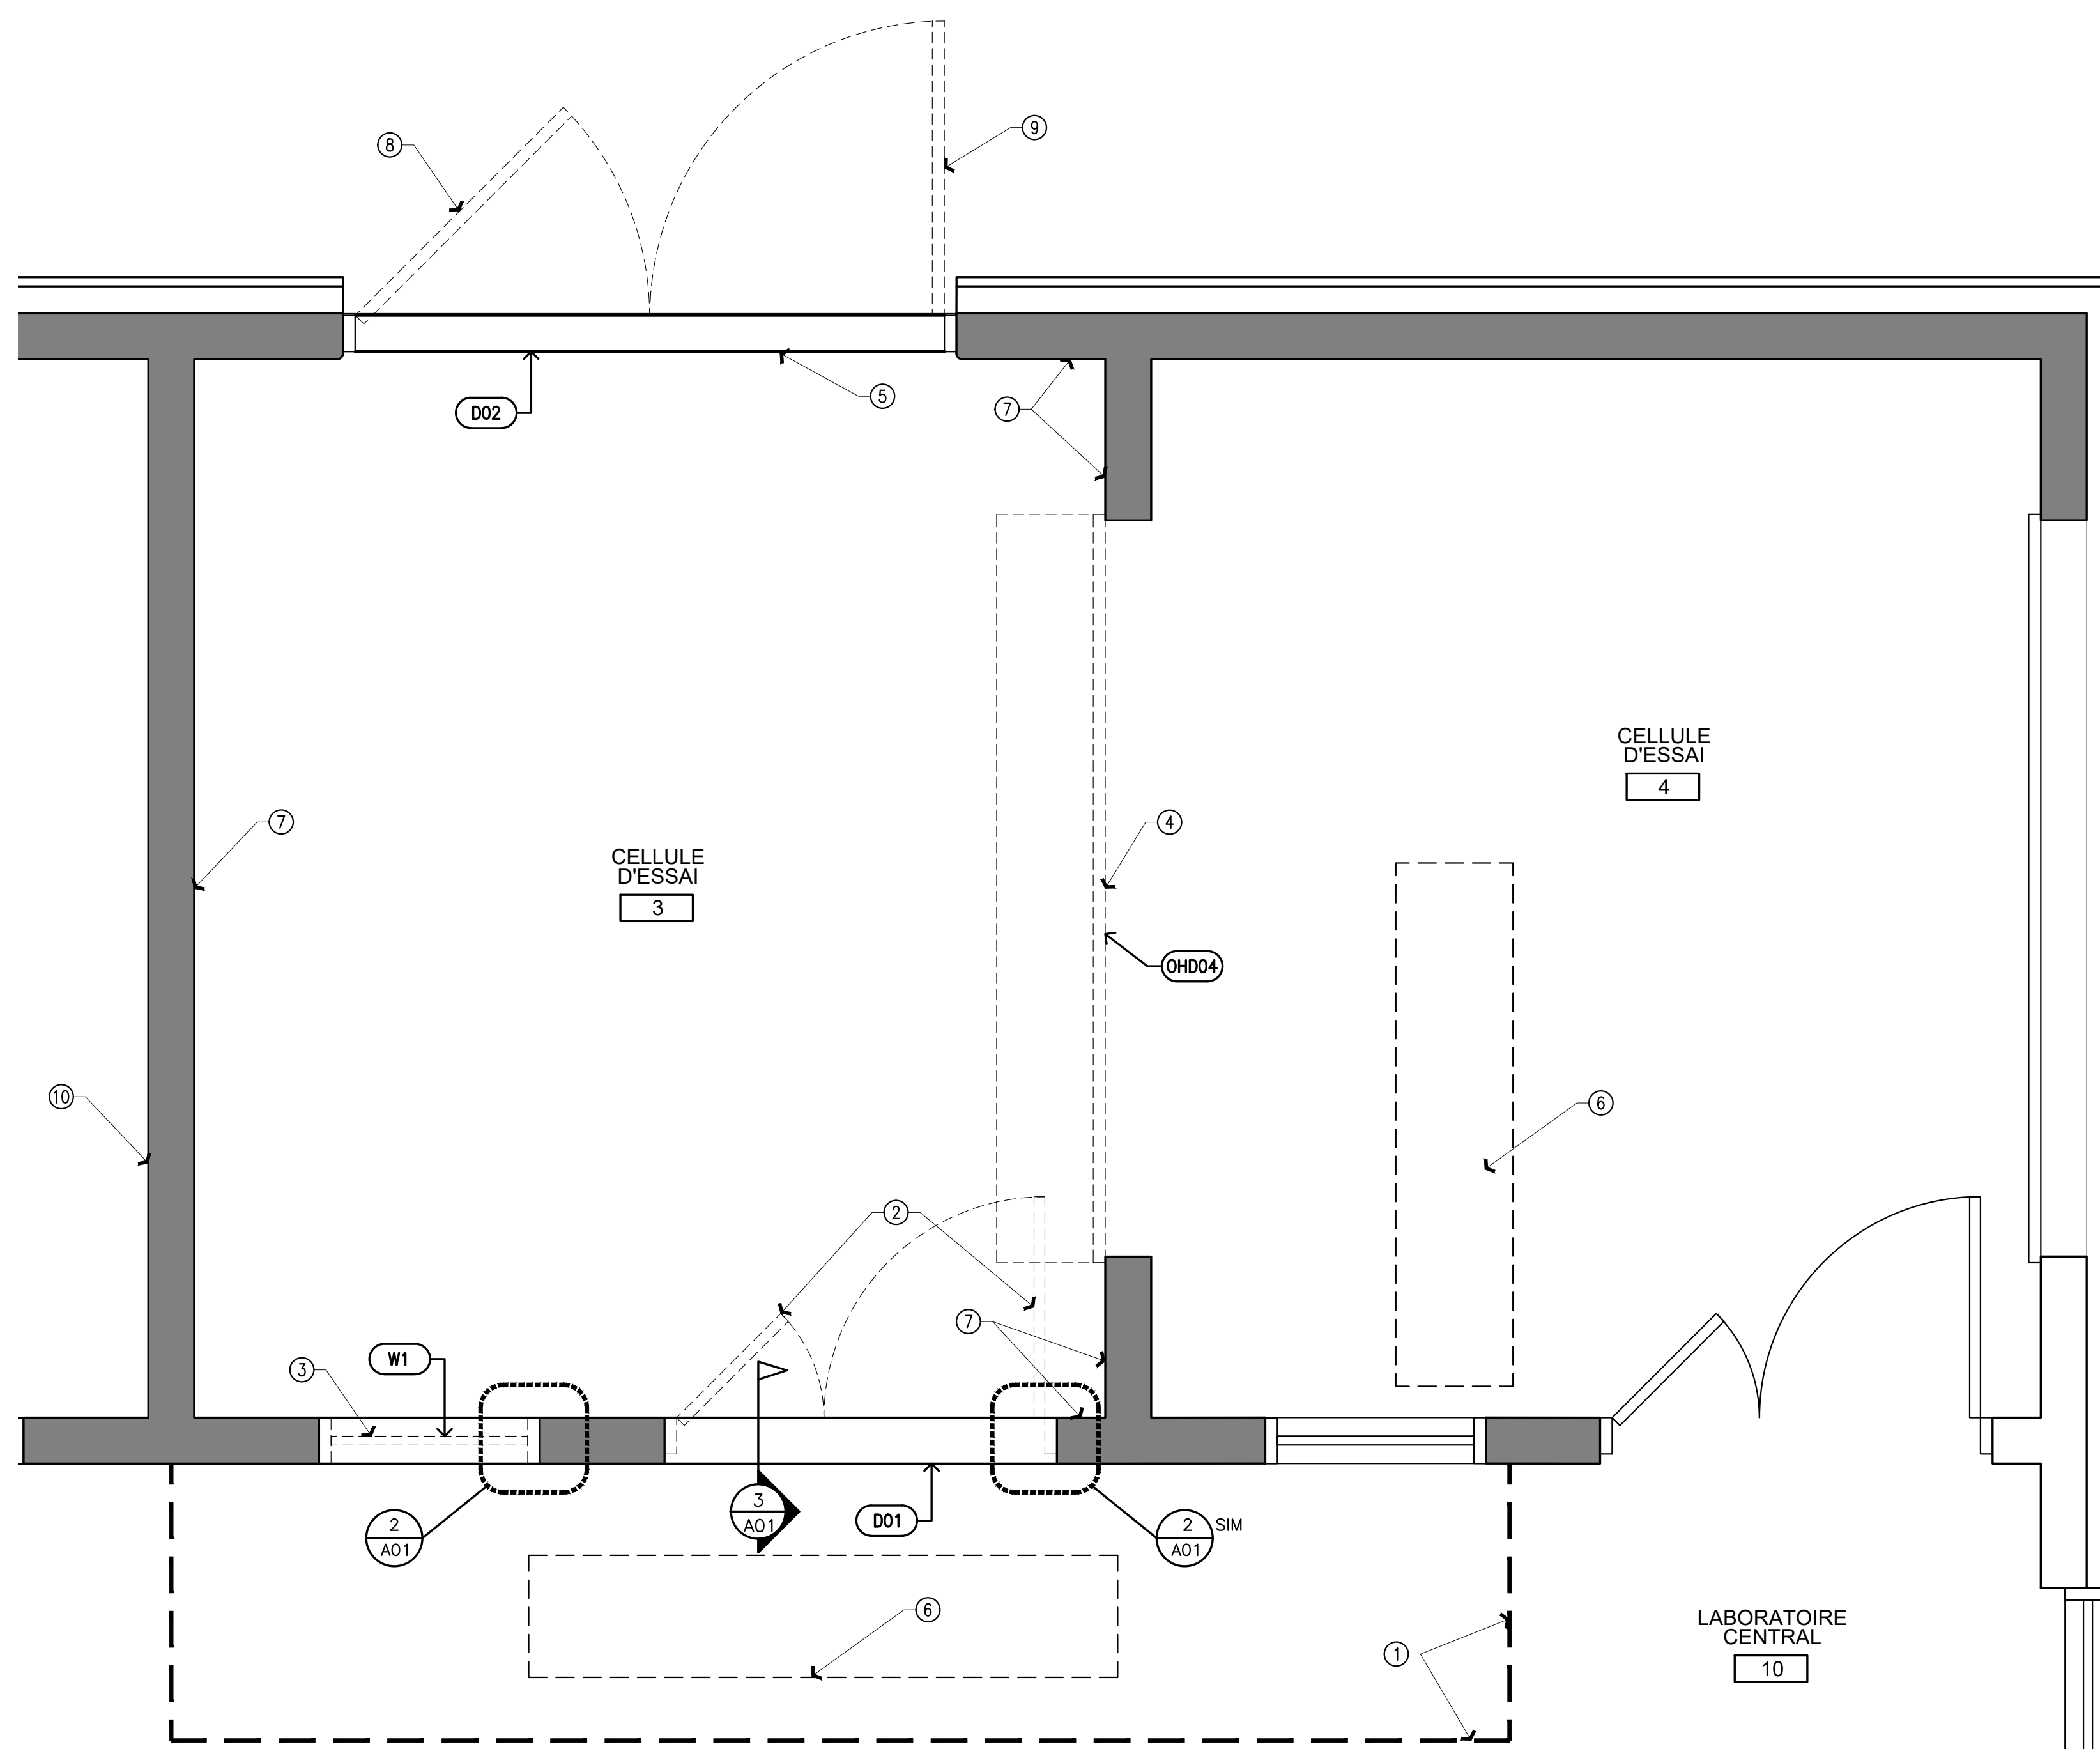 9
8
5
D02
7
CELLULE
D'ESSAI
4
7
4
CELLULE
D'ESSAI
3
OHD04
10
6
2
7
W1
3
3
A01
D01
2
A01
2
A01
SIM
6
LABORATOIRE
CENTRAL
10
1